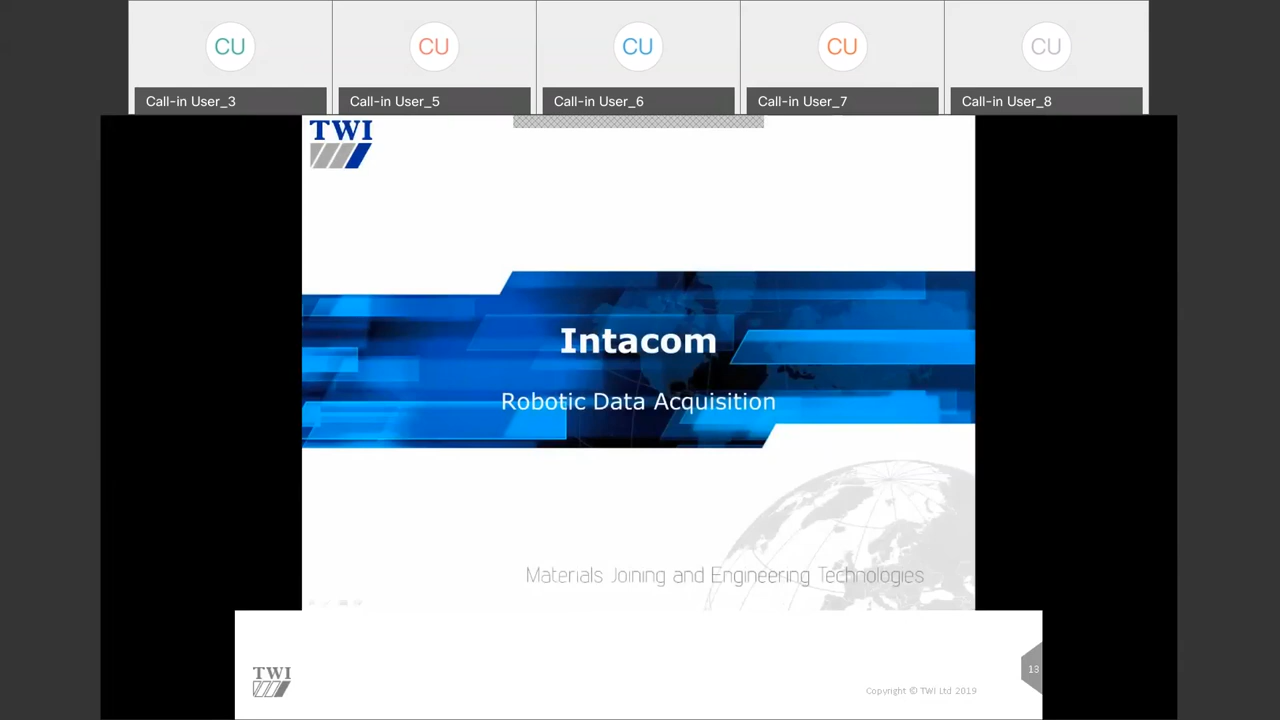 CU
CU
CU
CU
CU
Call-in User_3
Call-in User_5
Call-in User_6
Call-in User_7
Call-in User_8
TWI
Intacom
Robotic Data Acquisition
Materials Joining and Engineering Technologies
TWI
13
Copyright © TWI Ltd 2019